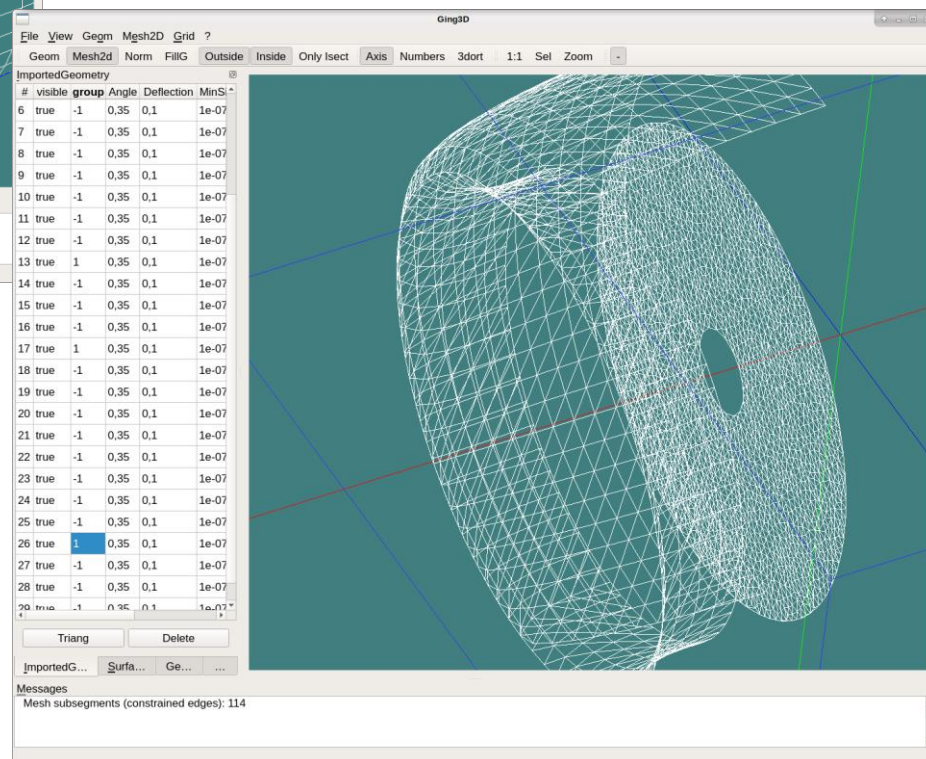 Ging3D
File View Geom Mesh2D Grid ?
Geom Mesh2d Norm FillG Outside Inside Only Isect Axis Numbers 3dort 1:1 Sel Zoom -
ImportedGeometry
# visible group Angle Deflection
6 true -1 0,35 0,1 1e-07
7 true -1 0,35 0,1 1e-07
8 true -1 0,35 0,1 1e-07
9 true -1 0,35 0,1 1e-07
10 true -1 0,35 0,1 1e-07
11 true -1 0,35 0,1 1e-07
12 true -1 0,35 0,1 1e-07
13 true 1 0,35 0,1 1e-07
14 true -1 0,35 0,1 1e-07
15 true -1 0,35 0,1 1e-07
16 true -1 0,35 0,1 1e-07
17 true 1 0,35 0,1 1e-07
18 true -1 0,35 0,1 1e-07
19 true -1 0,35 0,1 1e-07
20 true -1 0,35 0,1 1e-07
21 true -1 0,35 0,1 1e-07
22 true -1 0,35 0,1 1e-07
23 true -1 0,35 0,1 1e-07
24 true -1 0,35 0,1 1e-07
25 true -1 0,35 0,1 1e-07
26 true 1 0,35 0,1 1e-07
27 true -1 0,35 0,1 1e-07
28 true -1 0,35 0,1 1e-07
29 true -1 0,35 0,1 1e-07
Triang Delete
ImportedG... Surfa... Ge... ...
Messages
Mesh subsegments (constrained edges): 114